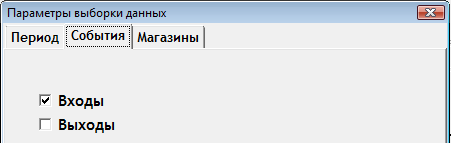 Параметры выборки данных
Период События Магазины
Входы
Выходы